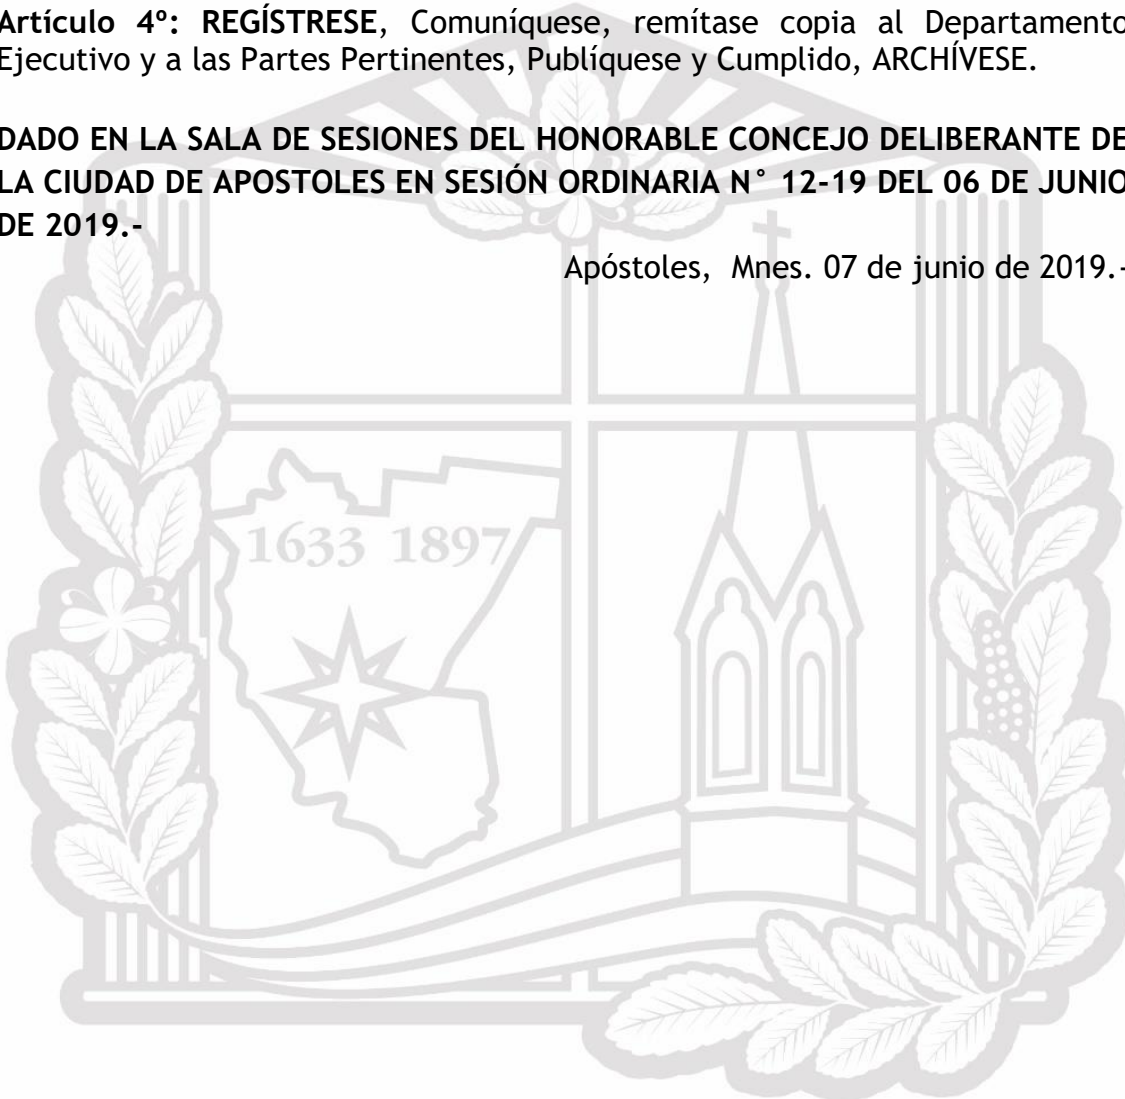 Artículo 4º: REGÍSTRESE, Comuníquese, remítase copia al Departamento
Ejecutivo y a las Partes Pertinentes, Publíquese y Cumplido, ARCHÍVESE.
DADO EN LA SALA DE SESIONES DEL HONORABLE CONCEJO DELIBERANTE DE
LA CIUDAD DE APOSTOLES EN SESIÓN ORDINARIA N° 12-19 DEL 06 DE JUNIO
DE 2019.-
Apóstoles, Mnes. 07 de junio de 2019.-
1633 1897